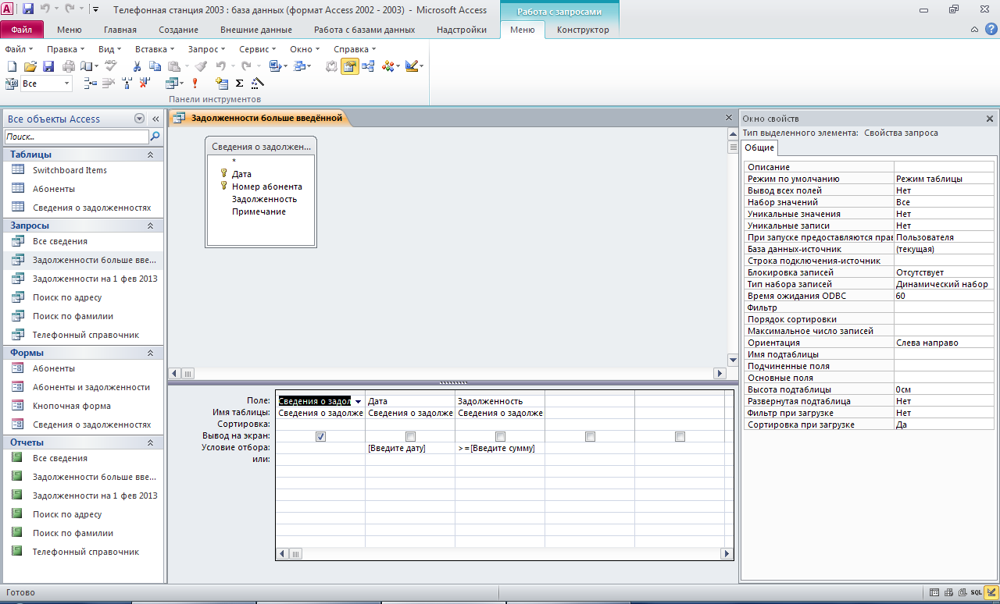 Телефонная станция 2003 : база данных (формат Access 2002 - 2003) - Microsoft Access
Работа с запросами
Файл Меню Главная Создание Внешние данные Работа с базами данных Надстройки Меню Конструктор
Файл Правка Вид Вставка Запрос Сервис Окно Справка
Все
Панели инструментов
Все объекты Access
Поиск...
Таблицы
Switchboard Items
Абоненты
Сведения о задолженностях
Запросы
Все сведения
Задолженности больше вве...
Задолженности на 1 фев 2013
Поиск по адресу
Поиск по фамилии
Телефонный справочник
Формы
Абоненты
Абоненты и задолженности
Кнопочная форма
Сведения о задолженностях
Отчеты
Все сведения
Задолженности больше вве...
Задолженности на 1 фев 2013
Поиск по адресу
Поиск по фамилии
Телефонный справочник
Задолженности больше введённой
Сведения о задолжен...
*
Дата
Номер абонента
Задолженность
Примечание
Поле: Сведения о задол Дата Задолженность
Имя таблицы: Сведения о задолже Сведения о задолже Сведения о задолже
Сортировка:
Вывод на экран:
Условие отбора: [Введите дату] >=[Введите сумму]
или:
Окно свойств
Тип выделенного элемента: Свойства запроса
Общие
Описание
Режим по умолчанию Режим таблицы
Вывод всех полей Нет
Набор значений Все
Уникальные значения Нет
Уникальные записи Нет
При запуске предоставляются прав Пользователя
База данных-источник (текущая)
Строка подключения-источник
Блокировка записей Отсутствует
Тип набора записей Динамический набор
Время ожидания ODBC 60
Фильтр
Порядок сортировки
Максимальное число записей
Ориентация Слева направо
Имя подтаблицы
Подчиненные поля
Основные поля
Высота подтаблицы 0см
Развернутая подтаблица Нет
Фильтр при загрузке Нет
Сортировка при загрузке Да
Готово
SQL